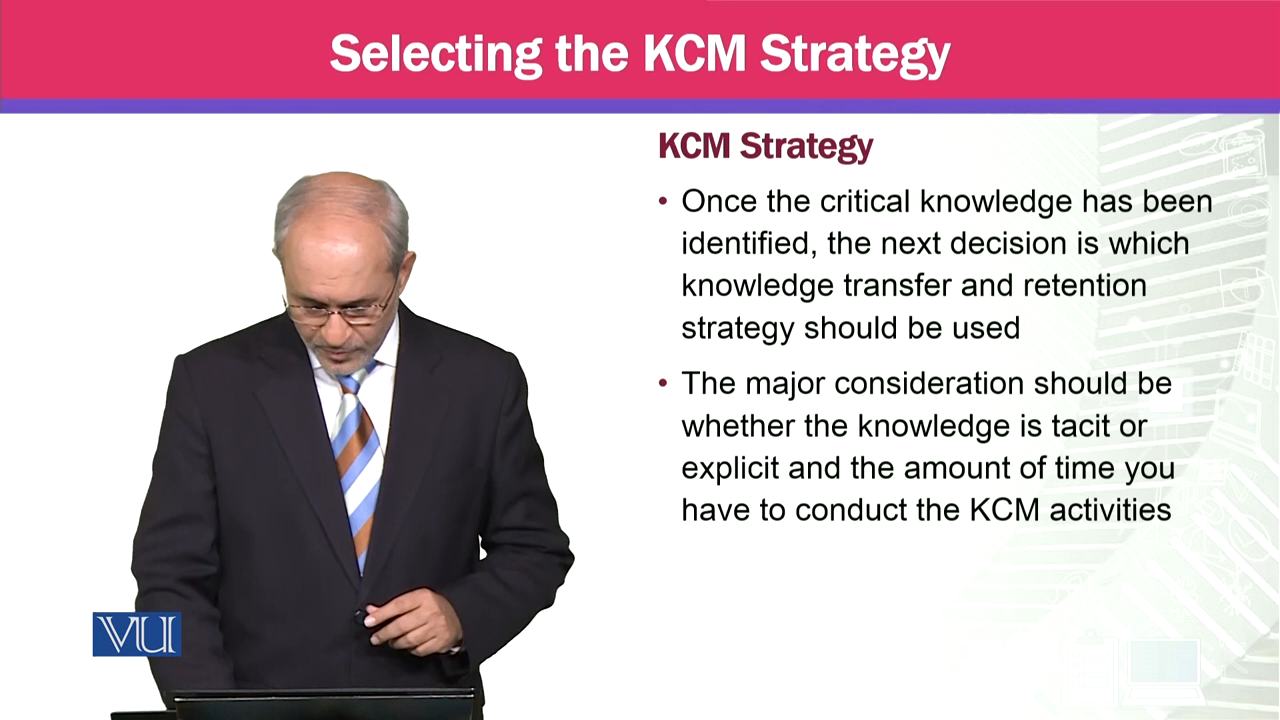 Selecting the KCM Strategy
KCM Strategy
• Once the critical knowledge has been
identified, the next decision is which
knowledge transfer and retention
strategy should be used
• The major consideration should be
whether the knowledge is tacit or
explicit and the amount of time you
have to conduct the KCM activities
VU